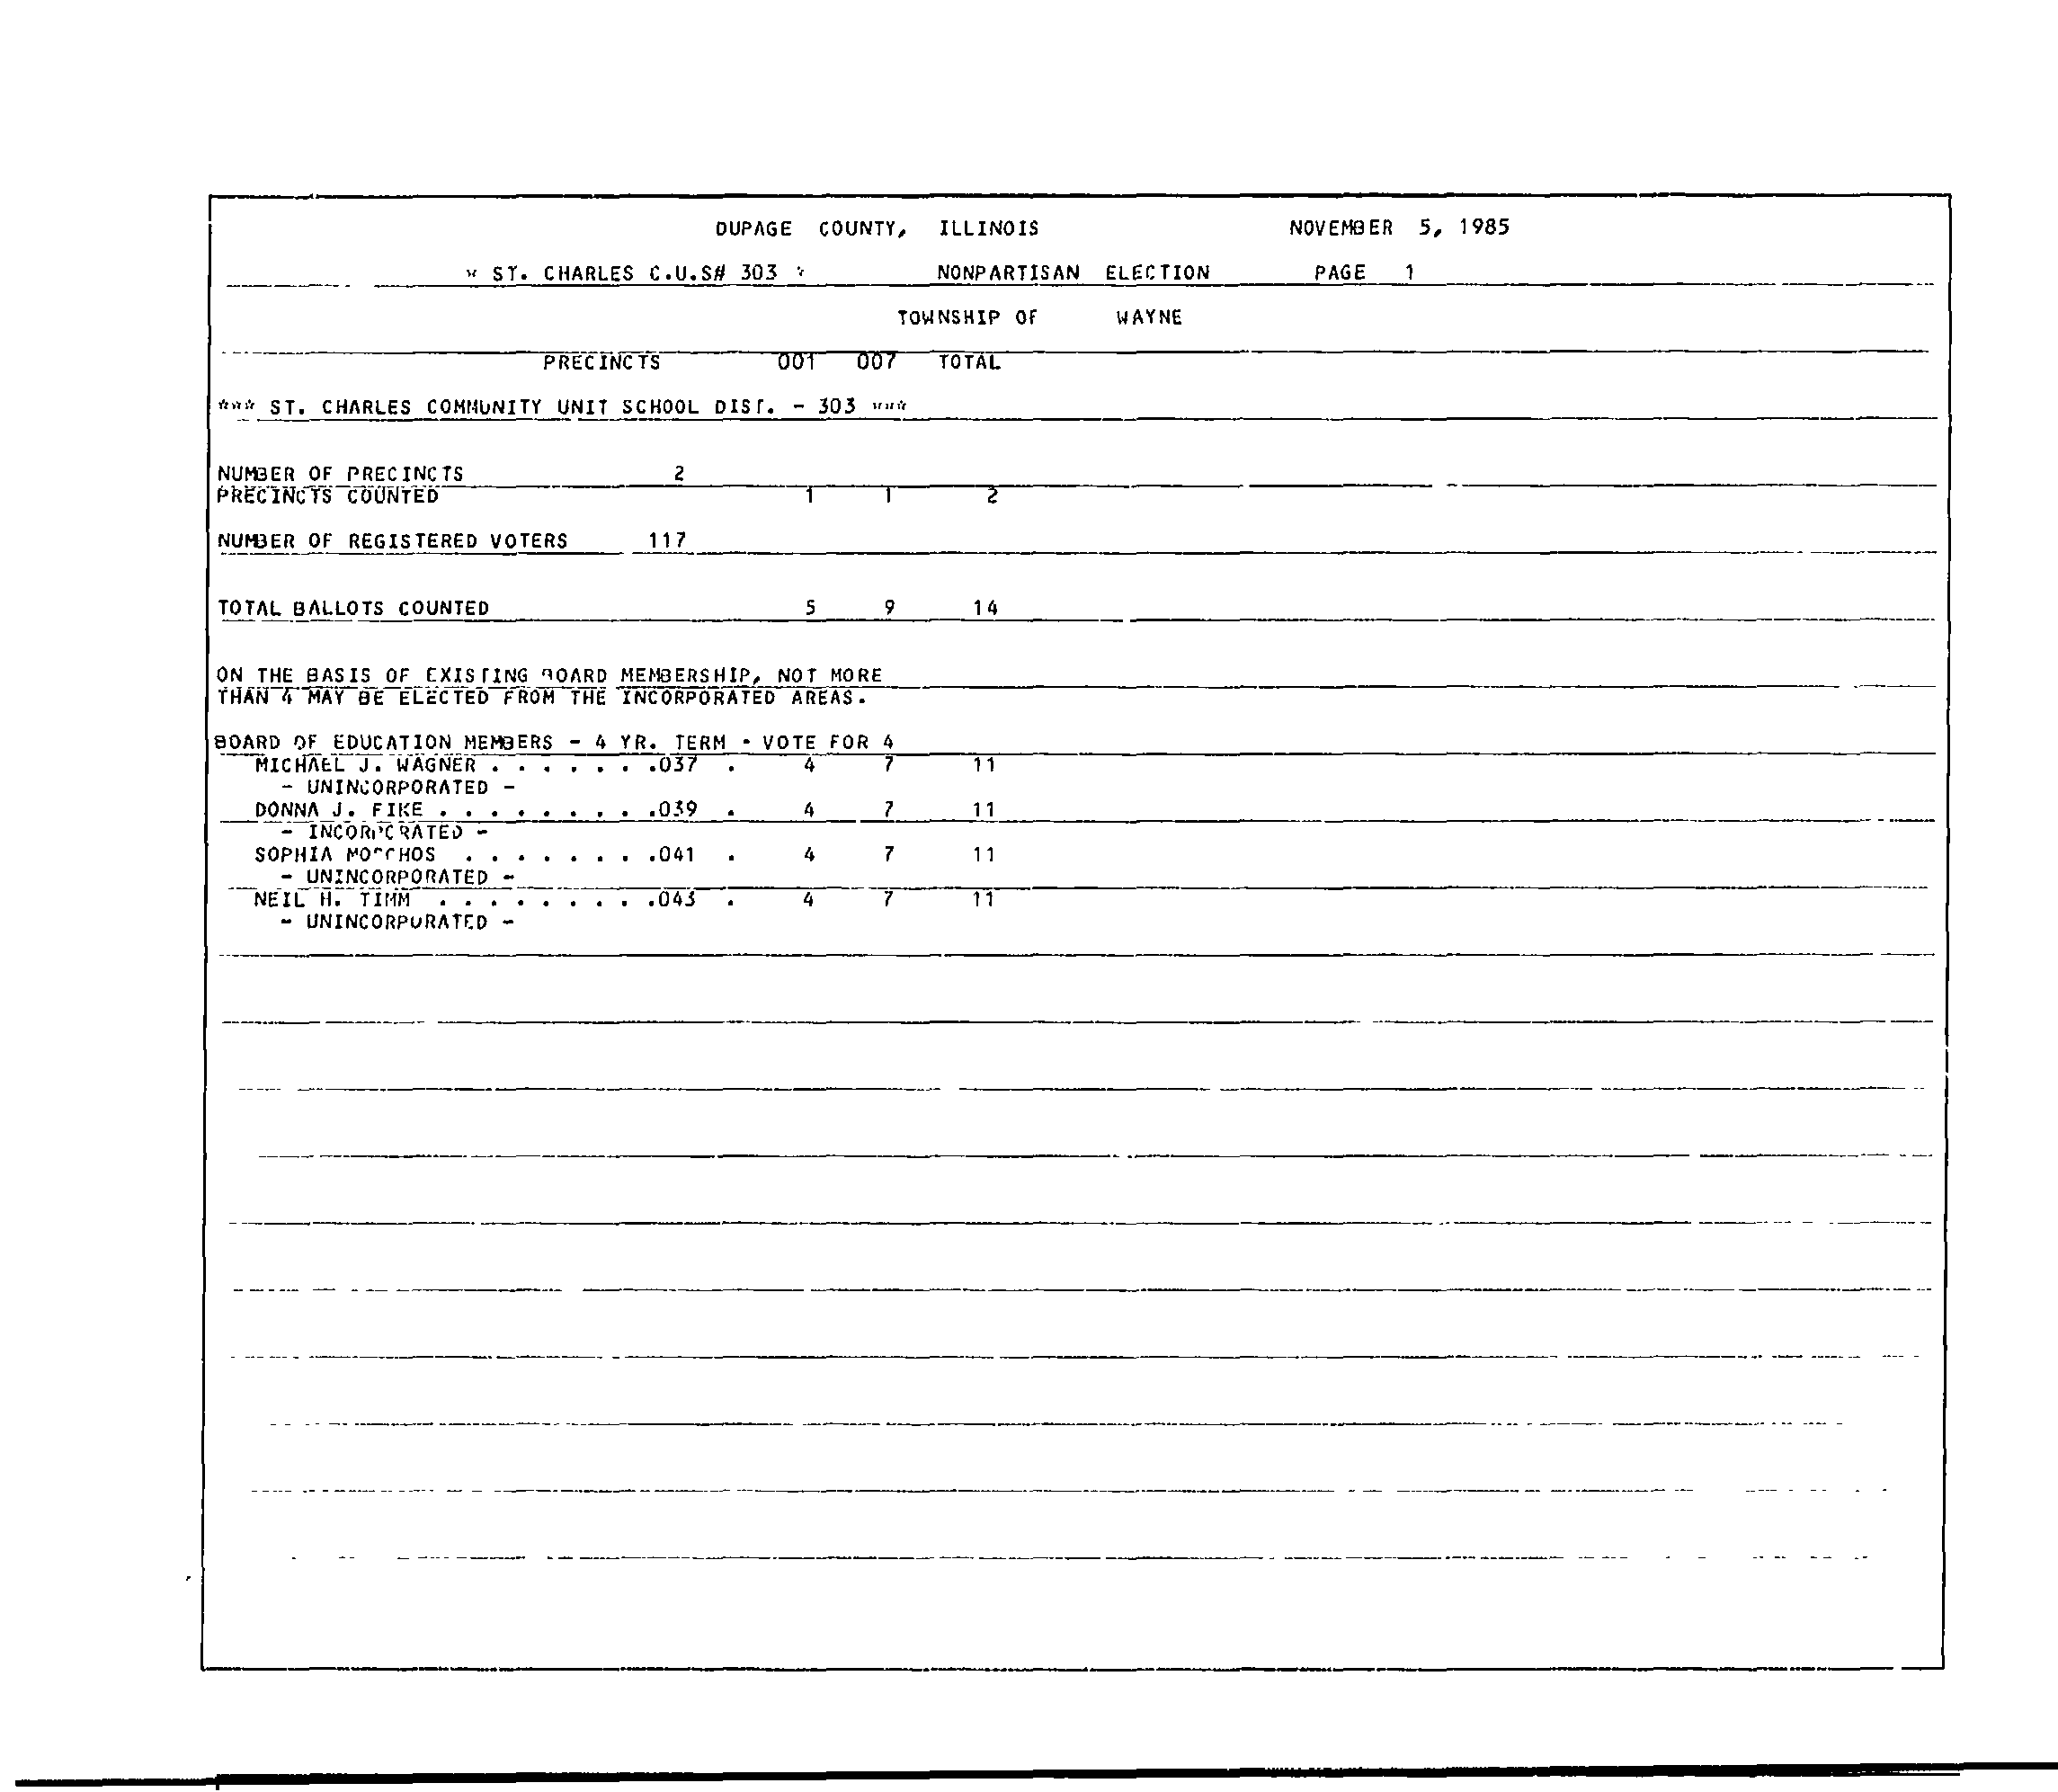 DUPAGE COUNTY, ILLINOIS NOVEMBER 5, 1985
* ST. CHARLES C.U.S# 303 * NONPARTISAN ELECTION PAGE 1
TOWNSHIP OF WAYNE
PRECINCTS 001 007 TOTAL
*** ST. CHARLES COMMUNITY UNIT SCHOOL DIST. - 303 ***
NUMBER OF PRECINCTS 2
PRECINCTS COUNTED 1 1 2
NUMBER OF REGISTERED VOTERS 117
TOTAL BALLOTS COUNTED 5 9 14
ON THE BASIS OF EXISTING BOARD MEMBERSHIP, NOT MORE
THAN 4 MAY BE ELECTED FROM THE INCORPORATED AREAS.
BOARD OF EDUCATION MEMBERS - 4 YR. TERM - VOTE FOR 4
MICHAEL J. WAGNER . . . . . . .037 . 4 7 11
- UNINCORPORATED -
DONNA J. FIKE . . . . . . . . .039 . 4 7 11
- INCORPORATED -
SOPHIA . . . . . . . .041 . 4 7 11
- UNINCORPORATED -
NEIL H. TIMM . . . . . . . . .043 . 4 7 11
- UNINCORPORATED -